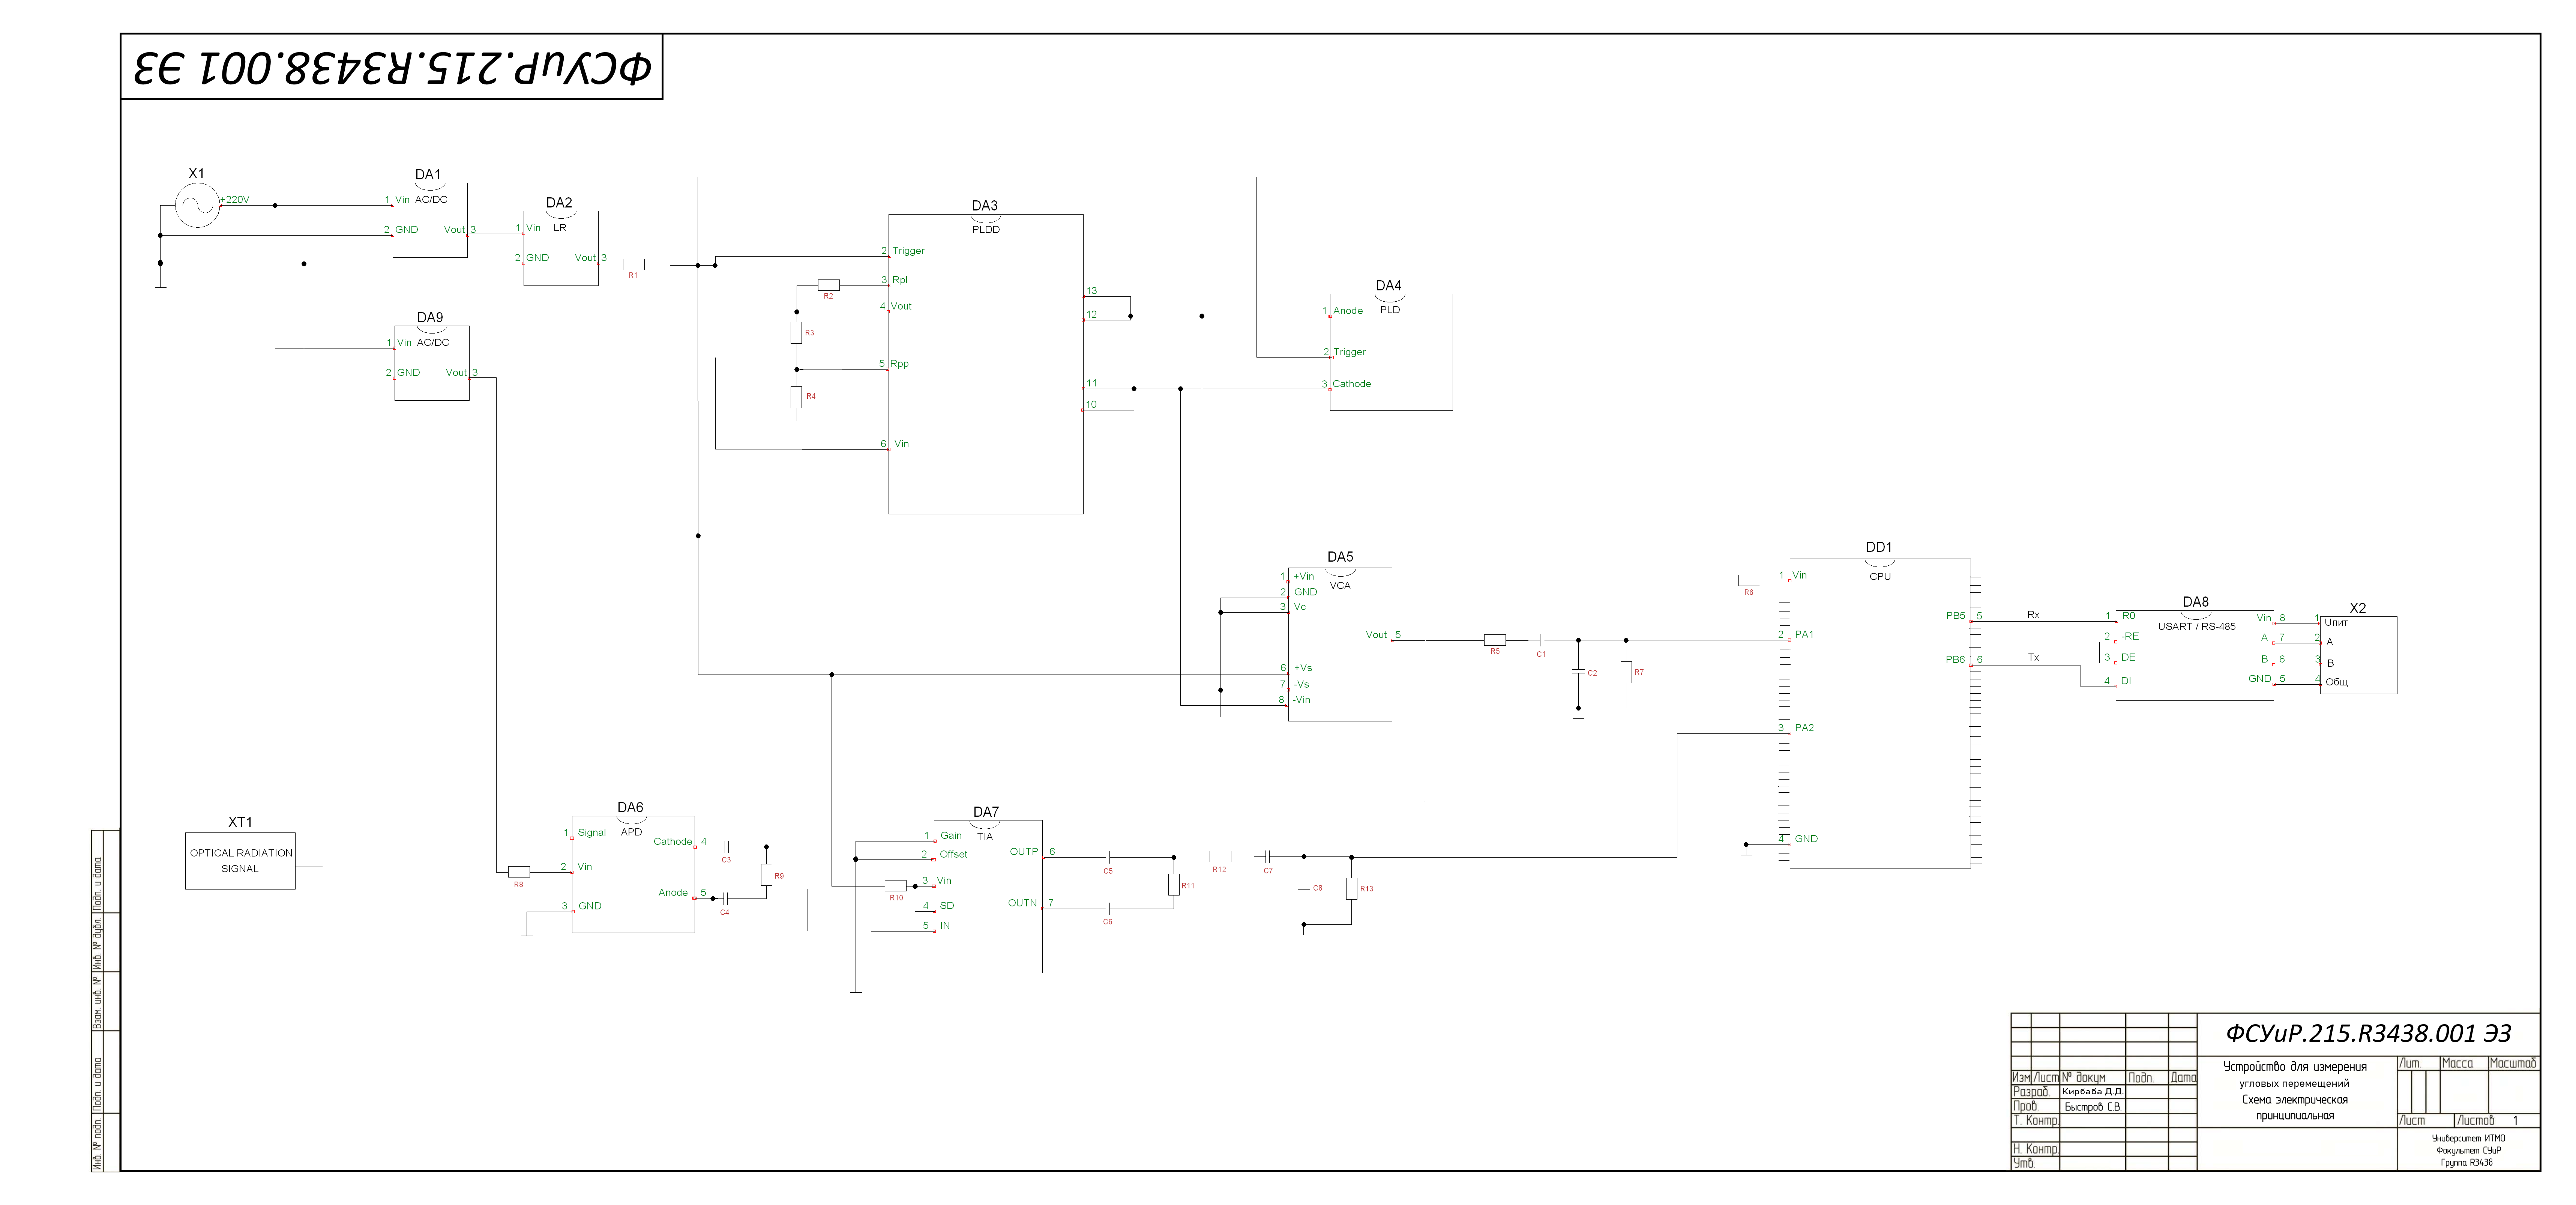 ФСУиР.215.R3438.001 ЭЗ
X1
+220V
DA1
1 Vin AC/DC
2 GND Vout 3
DA2
1 Vin LR
2 GND
Vout 3
R1
DA9
1 Vin AC/DC
2 GND Vout 3
DA3
PLDD
2 Trigger
3 Rpl
R2
4 Vout
R3
5 Rpp
R4
6 Vin
13
12
11
10
DA4
1 Anode PLD
2 Trigger
3 Cathode
DA5
VCA
1 +Vin
2 GND
3 Vc
Vout 5
6 +Vs
7 -Vs
8 -Vin
R5
C1
C2
R7
R6
DD1
CPU
1 Vin
2 PA1
3 PA2
4 GND
PB5 5
PB6 6
Rx
Tx
DA8
USART / RS-485
1 R0
2 -RE
3 DE
4 DI
Vin 8
A 7
B 6
GND 5
X2
1 Uпит
2 A
3 B
4 Общ
XT1
OPTICAL RADIATION
SIGNAL
DA6
APD
1 Signal
2 Vin
3 GND
Cathode 4
Anode 5
R8
C3
R9
C4
DA7
TIA
1 Gain
2 Offset
3 Vin
4 SD
5 IN
R10
OUTP 6
OUTN 7
C5
C6
R11
R12
C7
C8
R13
Подп. и дата
Инв. № дубл.
Взам. инв. №
Подп. и дата
Инв. № подп.
ФСУиР.215.R3438.001 ЭЗ
Устройство для измерения
угловых перемещений
Схема электрическая
принципиальная
Лит. Масса Масштаб
Изм Лист № докум Подп. Дата
Разраб. Кирбаба Д.Д.
Пров. Быстров С.В.
Т. Контр.
Н. Контр.
Утв.
Лист Листов 1
Университет ИТМО
Факультет СУиР
Группа R3438